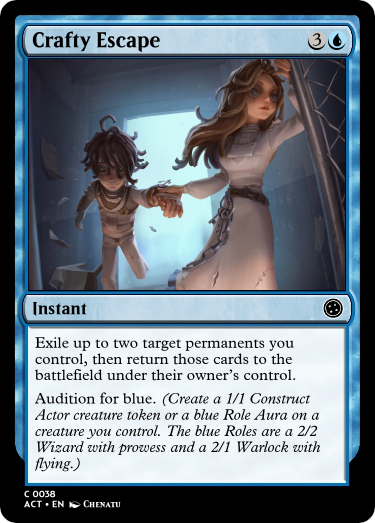 Crafty Escape 3
Instant
Exile up to two target permanents you
control, then return those cards to the
battlefield under their owner's control.
Audition for blue. (Create a 1/1 Construct
Actor creature token or a blue Role Aura on a
creature you control. The blue Roles are a 2/2
Wizard with prowess and a 2/1 Warlock with
flying.)
C 0038
ACT • EN Chenatu